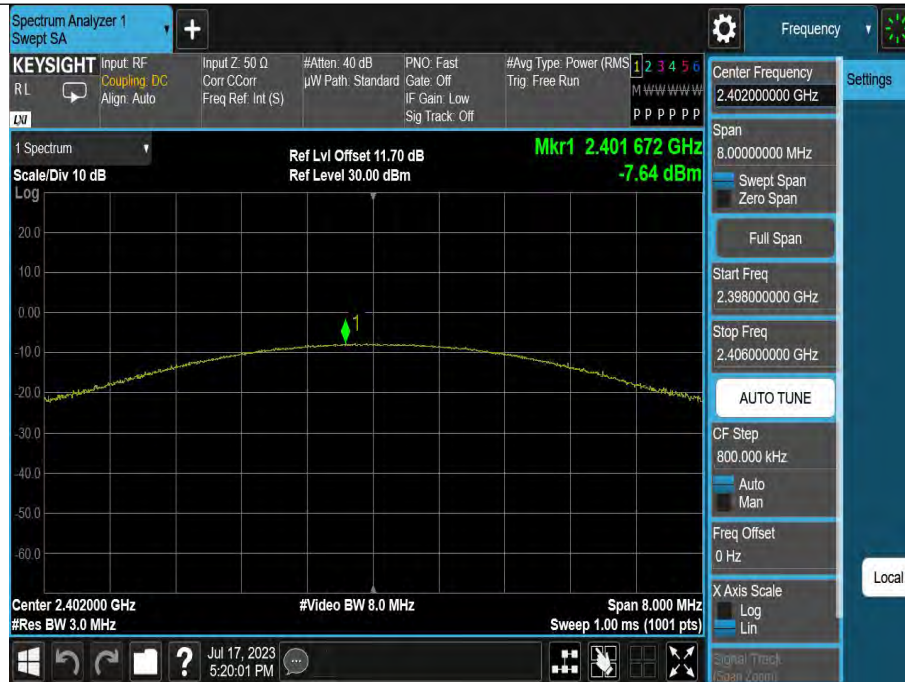 Spectrum Analyzer 1
Swept SA
+
Frequency
KEYSIGHT
RL
LXI
Input: RF
Coupling: DC
Align: Auto
Input Z: 50 Ω
Corr CCorr
Freq Ref: Int (S)
#Atten: 40 dB
µW Path: Standard
PNO: Fast
Gate: Off
IF Gain: Low
Sig Track: Off
#Avg Type: Power (RMS
Trig: Free Run
1 2 3 4 5 6
M W W W W W
P P P P P P
1 Spectrum
Scale/Div 10 dB
Log
Ref Lvl Offset 11.70 dB
Ref Level 30.00 dBm
Mkr1 2.401 672 GHz
-7.64 dBm
20.0
10.0
0.00
-10.0
-20.0
-30.0
-40.0
-50.0
-60.0
1
Center 2.402000 GHz
#Res BW 3.0 MHz
#Video BW 8.0 MHz
Span 8.000 MHz
Sweep 1.00 ms (1001 pts)
?
Jul 17, 2023
5:20:01 PM
Center Frequency
2.402000000 GHz
Span
8.00000000 MHz
Swept Span
Zero Span
Full Span
Start Freq
2.398000000 GHz
Stop Freq
2.406000000 GHz
AUTO TUNE
CF Step
800.000 kHz
Auto
Man
Freq Offset
0 Hz
X Axis Scale
Log
Lin
Signal Track
(Span Zoom)
Settings
Local